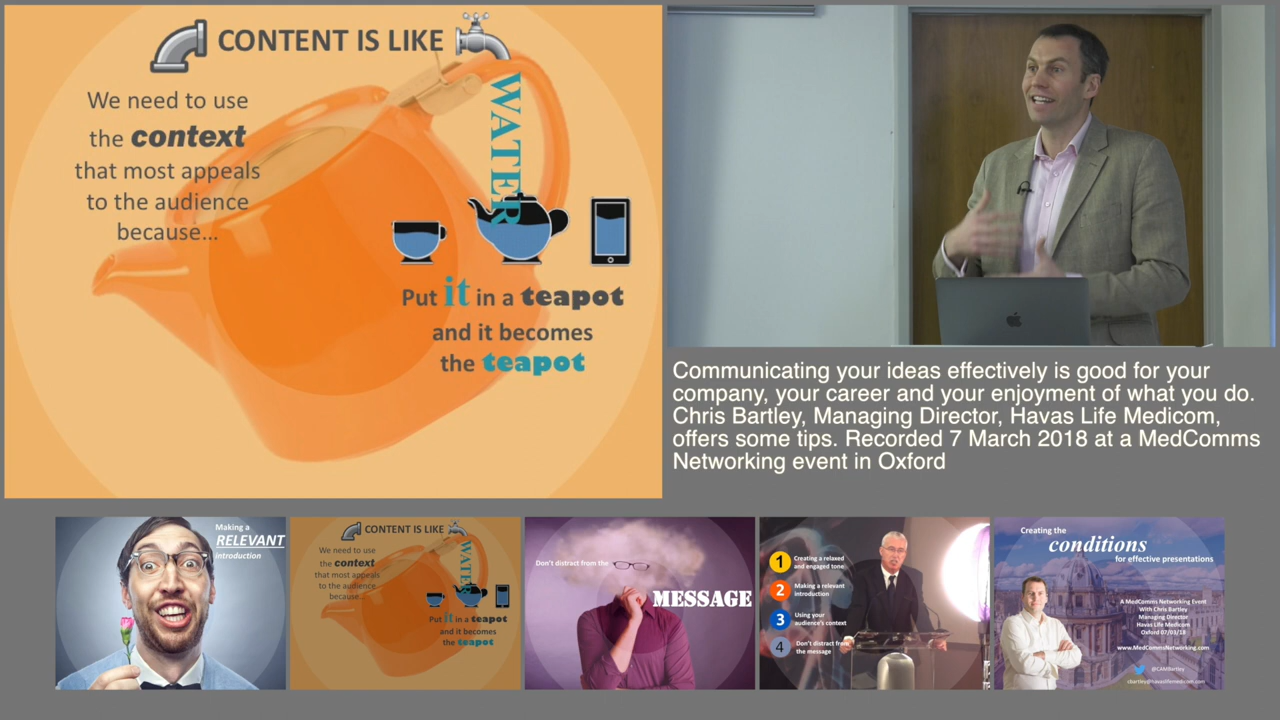 CONTENT IS LIKE
WATER
We need to use
the context
that most appeals
to the audience
because...
Put it in a teapot
and it becomes
the teapot
Communicating your ideas effectively is good for your
company, your career and your enjoyment of what you do.
Chris Bartley, Managing Director, Havas Life Medicom,
offers some tips. Recorded 7 March 2018 at a MedComms
Networking event in Oxford
Making a
RELEVANT
introduction
CONTENT IS LIKE
WATER
We need to use
the context
that most appeals
to the audience
because...
Put it in a teapot
and it becomes
the teapot
Don't distract from the
MESSAGE
1 Creating a relaxed
and engaged tone
2 Making a relevant
introduction
3 Using your
audience's context
4 Don't distract from
the message
Creating the
conditions
for effective presentations
A MedComms Networking Event
With Chris Bartley
Managing Director
Havas Life Medicom
Oxford 07/03/18
www.MedCommsNetworking.com
@CAMBartley
cbartley@havaslifemedicom.com